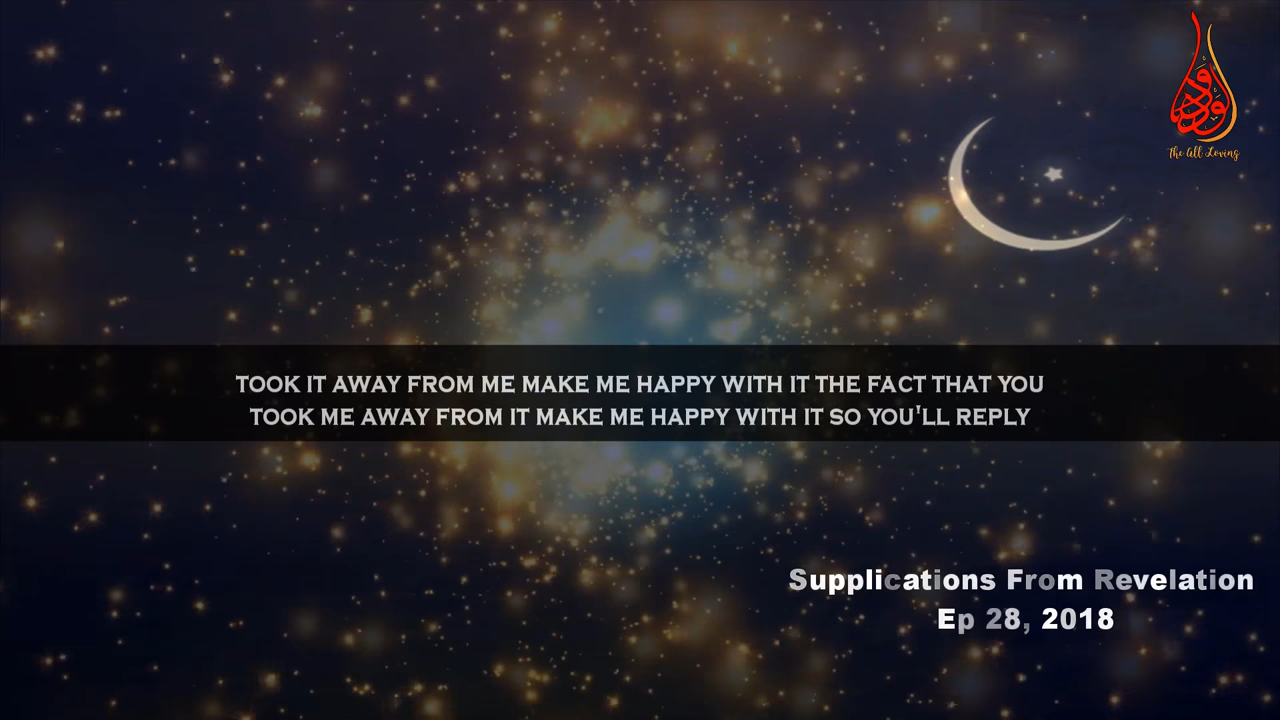 الودود
The All Loving
TOOK IT AWAY FROM ME MAKE ME HAPPY WITH IT THE FACT THAT YOU
TOOK ME AWAY FROM IT MAKE ME HAPPY WITH IT SO YOU'LL REPLY
Supplications From Revelation
Ep 28, 2018